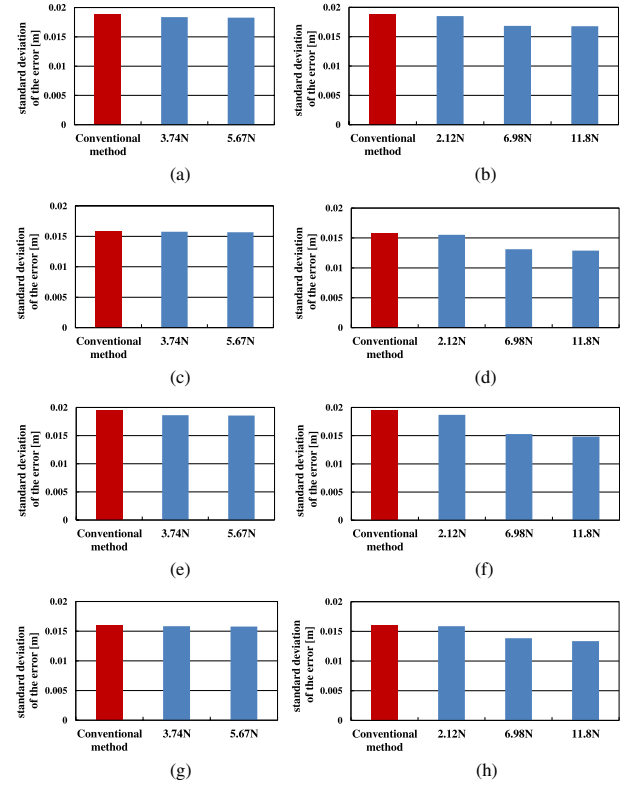 standard deviation
of the error [m]
0.02
0.015
0.01
0.005
0
Conventional
method
3.74N
5.67N
(a)
standard deviation
of the error [m]
0.02
0.015
0.01
0.005
0
Conventional
method
2.12N
6.98N
11.8N
(b)
standard deviation
of the error [m]
0.02
0.015
0.01
0.005
0
Conventional
method
3.74N
5.67N
(c)
standard deviation
of the error [m]
0.02
0.015
0.01
0.005
0
Conventional
method
2.12N
6.98N
11.8N
(d)
standard deviation
of the error [m]
0.02
0.015
0.01
0.005
0
Conventional
method
3.74N
5.67N
(e)
standard deviation
of the error [m]
0.02
0.015
0.01
0.005
0
Conventional
method
2.12N
6.98N
11.8N
(f)
standard deviation
of the error [m]
0.02
0.015
0.01
0.005
0
Conventional
method
3.74N
5.67N
(g)
standard deviation
of the error [m]
0.02
0.015
0.01
0.005
0
Conventional
method
2.12N
6.98N
11.8N
(h)